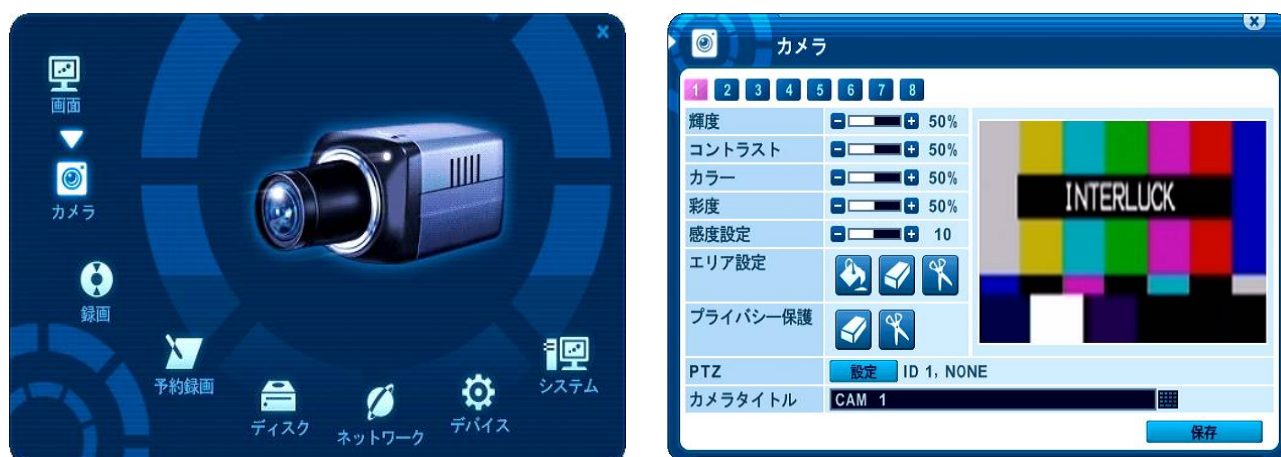 画面
カメラ
録画
予約録画
ディスク
ネットワーク
デバイス
システム
カメラ
1 2 3 4 5 6 7 8
輝度 50%
コントラスト 50%
カラー 50%
彩度 50%
感度設定 10
エリア設定
プライバシー保護
INTERLUCK
PTZ 設定 ID 1, NONE
カメラタイトル CAM 1
保存